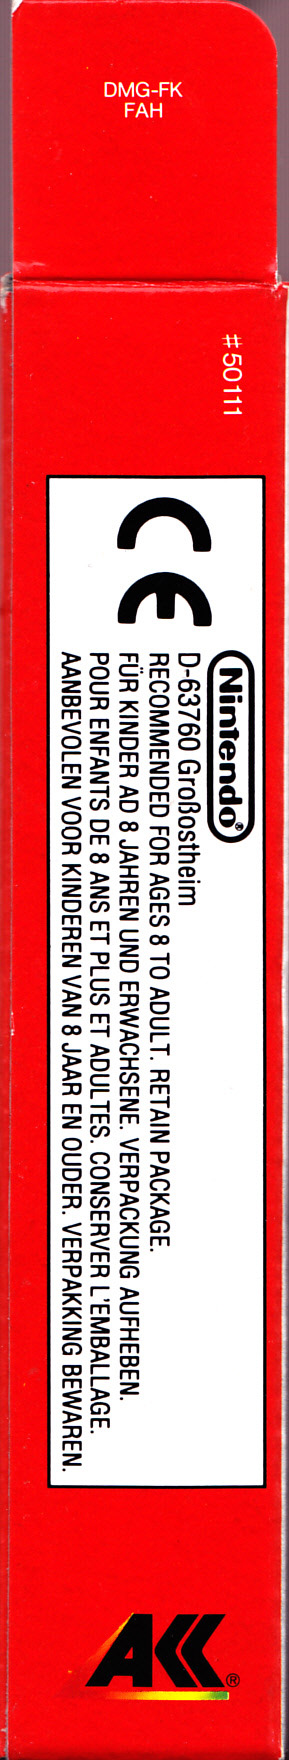 DMG-FK
FAH
#50111
CE
Nintendo®
D-63760 Großostheim
RECOMMENDED FOR AGES 8 TO ADULT. RETAIN PACKAGE.
FÜR KINDER AD 8 JAHREN UND ERWACHSENE. VERPACKUNG AUFHEBEN.
POUR ENFANTS DE 8 ANS ET PLUS ET ADULTES. CONSERVER L'EMBALLAGE.
AANBEVOLEN VOOR KINDEREN VAN 8 JAAR EN OUDER. VERPAKKING BEWAREN.
AKK®